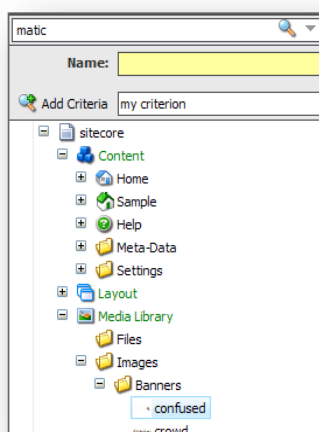 matic
Name:
Add Criteria my criterion
sitecore
Content
Home
Sample
Help
Meta-Data
Settings
Layout
Media Library
Files
Images
Banners
confused
crowd